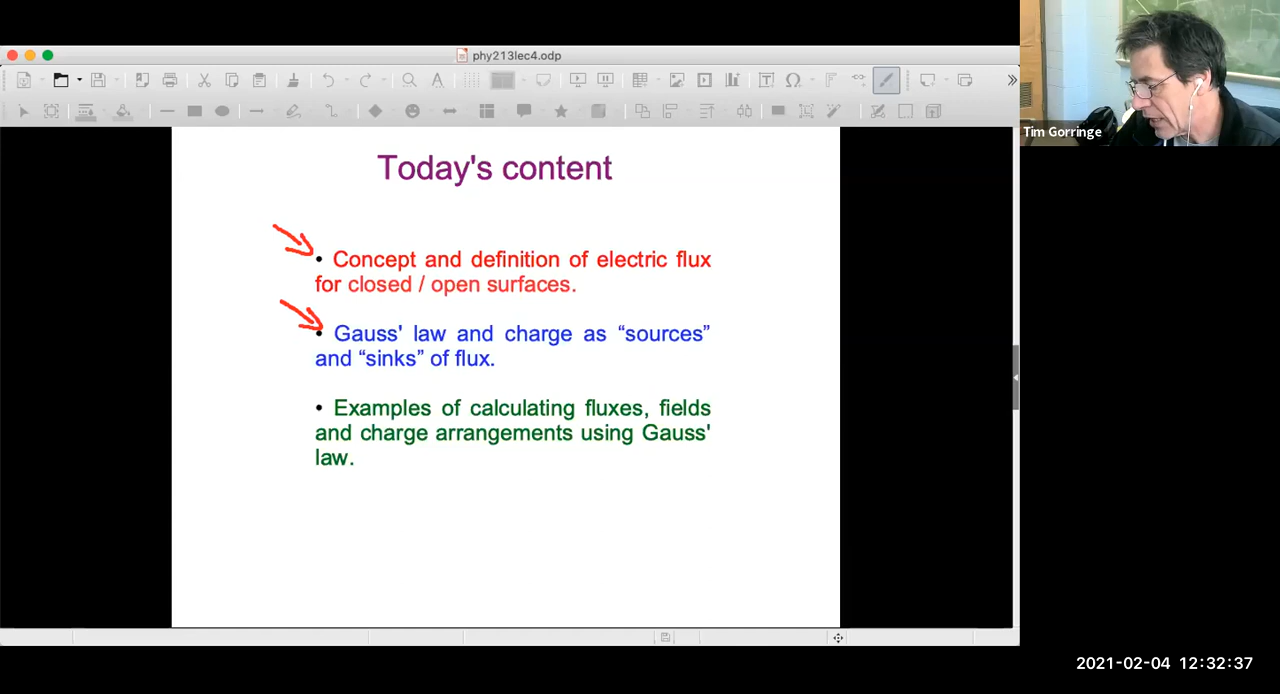 phy213lec4.odp
Tim Gorringe
Today's content
• Concept and definition of electric flux
for closed / open surfaces.
• Gauss' law and charge as “sources”
and “sinks” of flux.
• Examples of calculating fluxes, fields
and charge arrangements using Gauss'
law.
2021-02-04 12:32:37